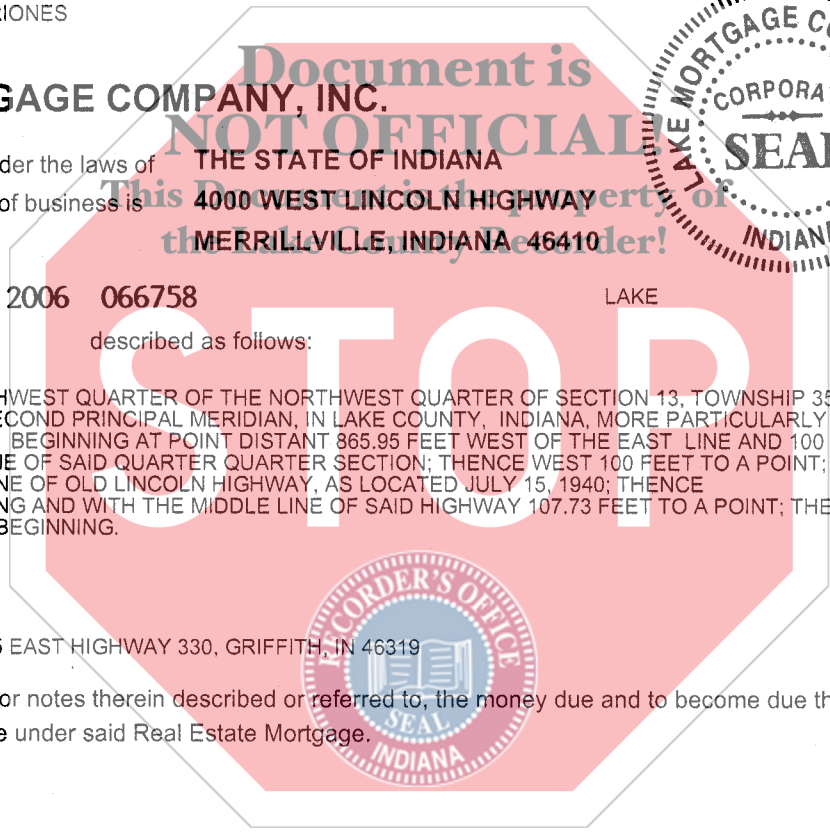 IONES
Document is
GAGE COMPANY, INC.
NOT OFFICIAL!
der the laws of THE STATE OF INDIANA
This Document is the property of
of business is 4000 WEST LINCOLN HIGHWAY
the Lake County Recorder!
MERRILLVILLE, INDIANA 46410
LAKE MORTGAGE CO
CORPORA
SEAL
INDIAN
2006 066758 LAKE
described as follows:
STOP
HWEST QUARTER OF THE NORTHWEST QUARTER OF SECTION 13, TOWNSHIP 35
ECOND PRINCIPAL MERIDIAN, IN LAKE COUNTY, INDIANA, MORE PARTICULARLY
BEGINNING AT POINT DISTANT 865.95 FEET WEST OF THE EAST LINE AND 100
E OF SAID QUARTER QUARTER SECTION; THENCE WEST 100 FEET TO A POINT;
NE OF OLD LINCOLN HIGHWAY, AS LOCATED JULY 15, 1940; THENCE
NG AND WITH THE MIDDLE LINE OF SAID HIGHWAY 107.73 FEET TO A POINT; THE
BEGINNING.
RECORDER'S OFFICE
SEAL
INDIANA
EAST HIGHWAY 330, GRIFFITH, IN 46319
or notes therein described or referred to, the money due and to become due th
e under said Real Estate Mortgage.